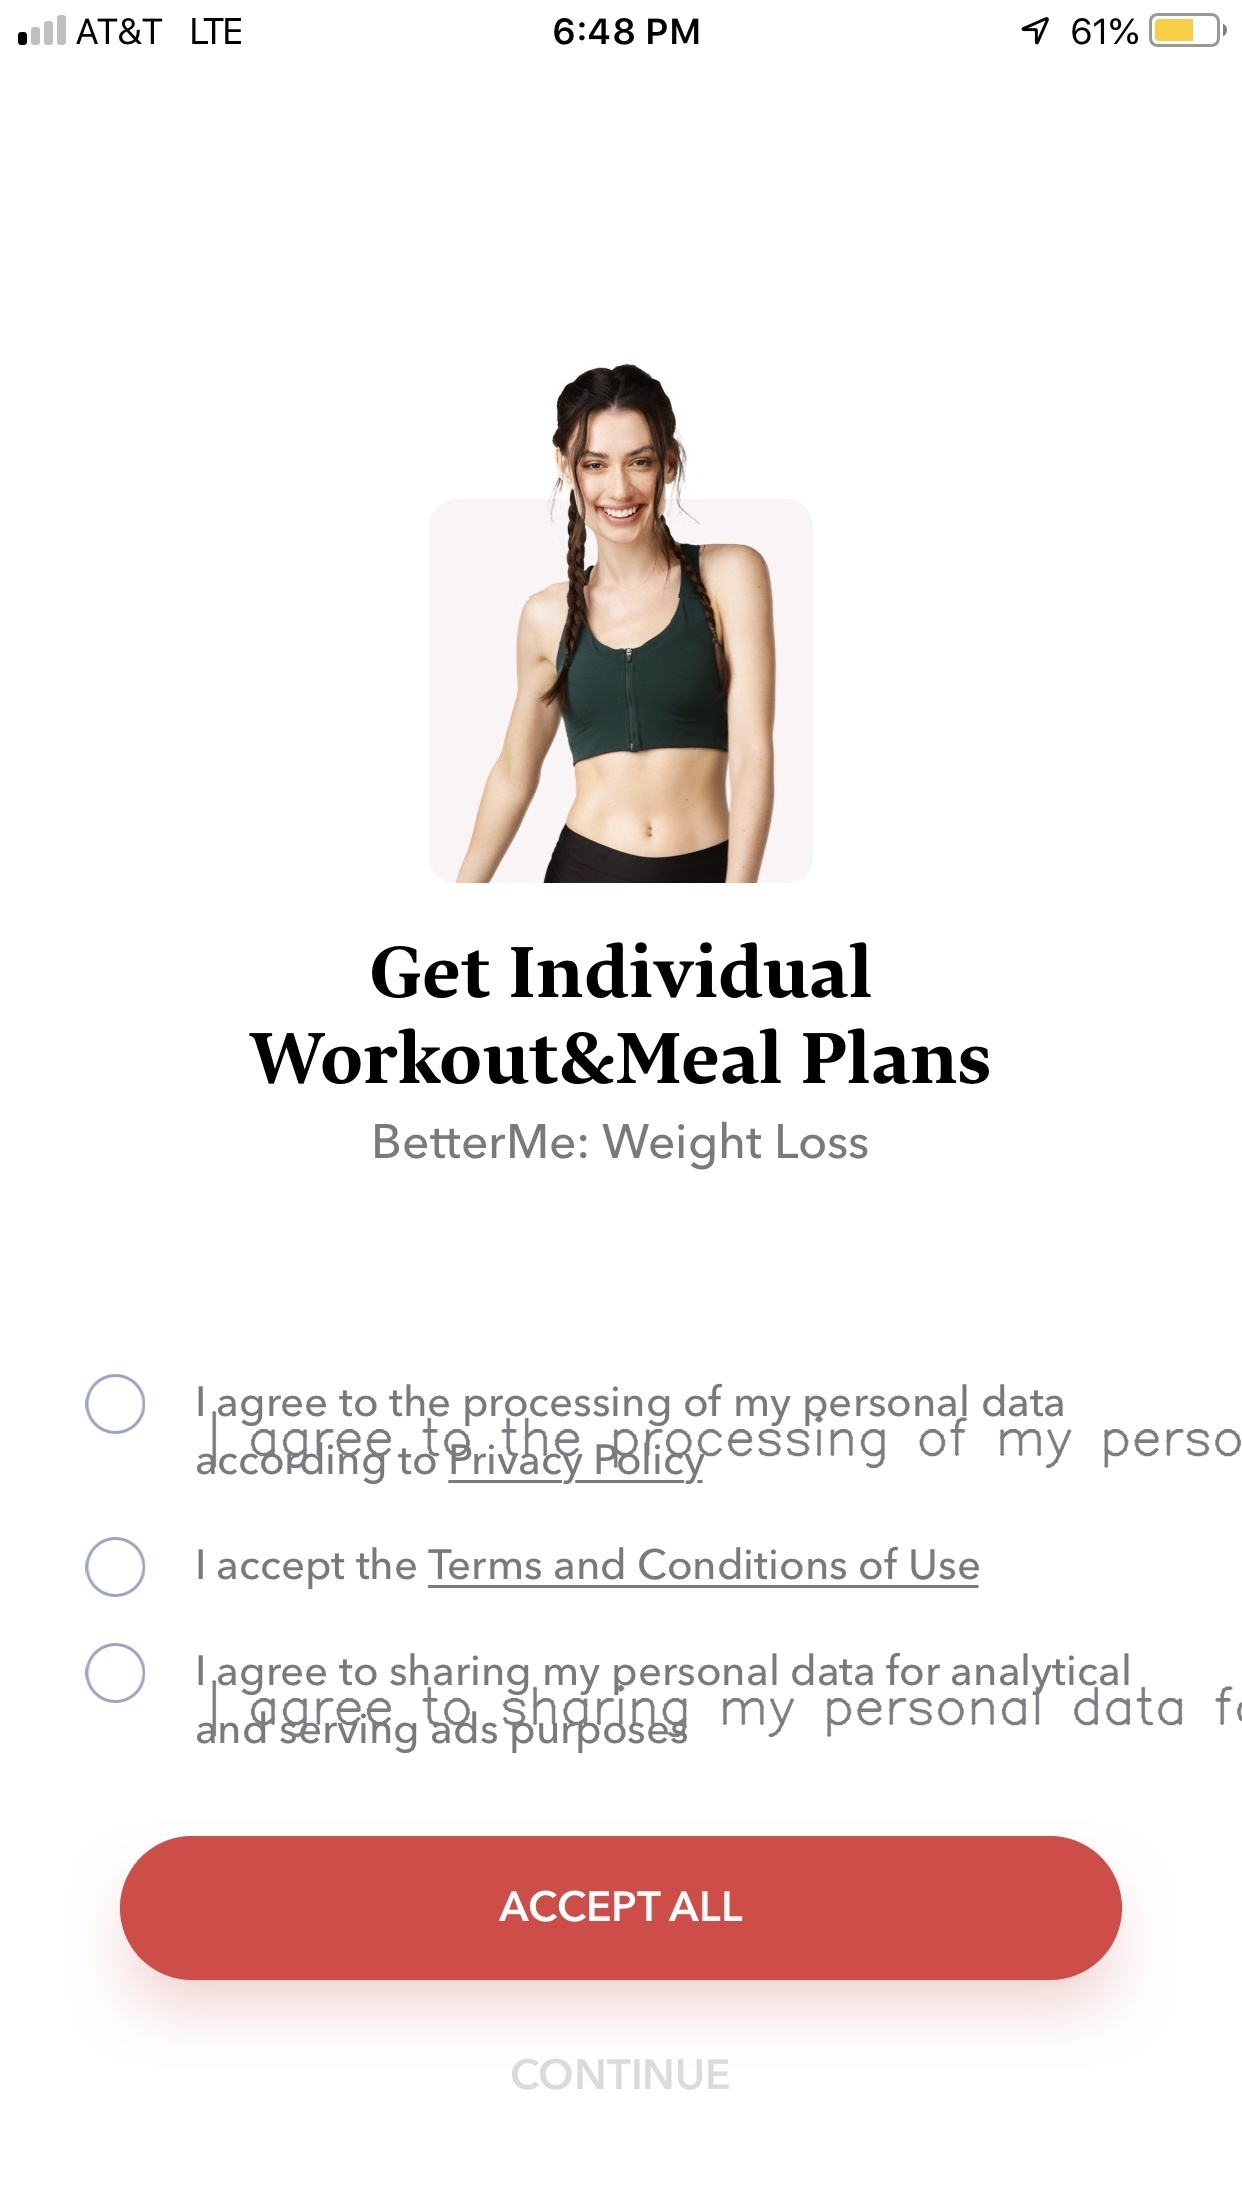 AT&T LTE 6:48 PM 61%
Get Individual
Workout&Meal Plans
BetterMe: Weight Loss
I agree to the processing of my personal data
I agree to the processing of my perso
according to Privacy Policy
I accept the Terms and Conditions of Use
I agree to sharing my personal data for analytical
I agree to sharing my personal data fo
and serving ads purposes
ACCEPT ALL
CONTINUE